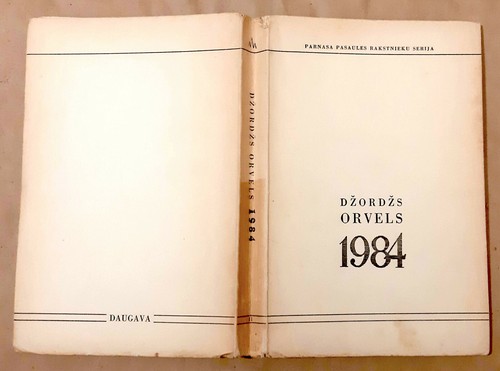 PARNASA PASAULES RAKSTNIEKU SERIJA
DŽORDŽS
ORVELS
1984
DŽORDŽS ORVELS 1984
DAUGAVA